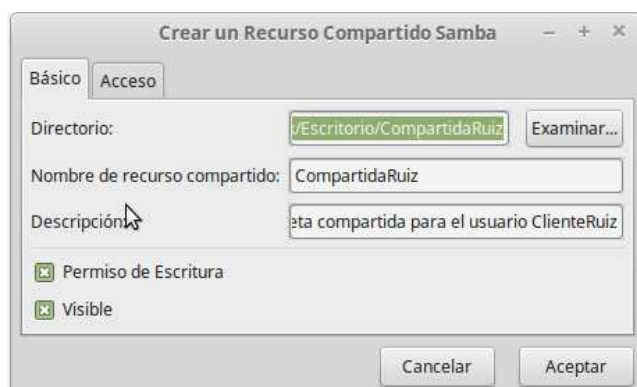 Crear un Recurso Compartido Samba
Básico Acceso
Directorio: /Escritorio/CompartidaRuiz Examinar...
Nombre de recurso compartido: CompartidaRuiz
Descripción: compartida para el usuario ClienteRuiz
Permiso de Escritura
Visible
Cancelar Aceptar